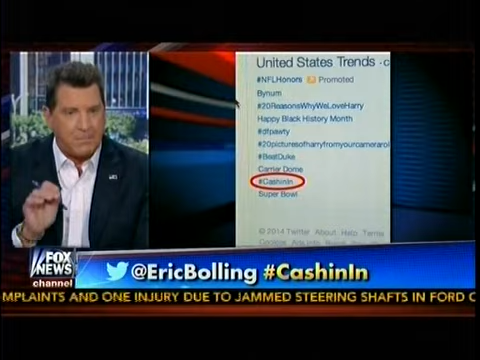 United States Trends · c
#NFLHonors Promoted
Bynum
#20ReasonsWhyWeLoveHarry
Happy Black History Month
#dfpawty
#20picturesofharryfromyourcamerarol
#BeatDuke
Carrier Dome
#CashinIn
Super Bowl
© 2014 Twitter About Help Terms
FOX
NEWS
channel
@EricBolling #CashinIn
MPLAINTS AND ONE INJURY DUE TO JAMMED STEERING SHAFTS IN FORD C